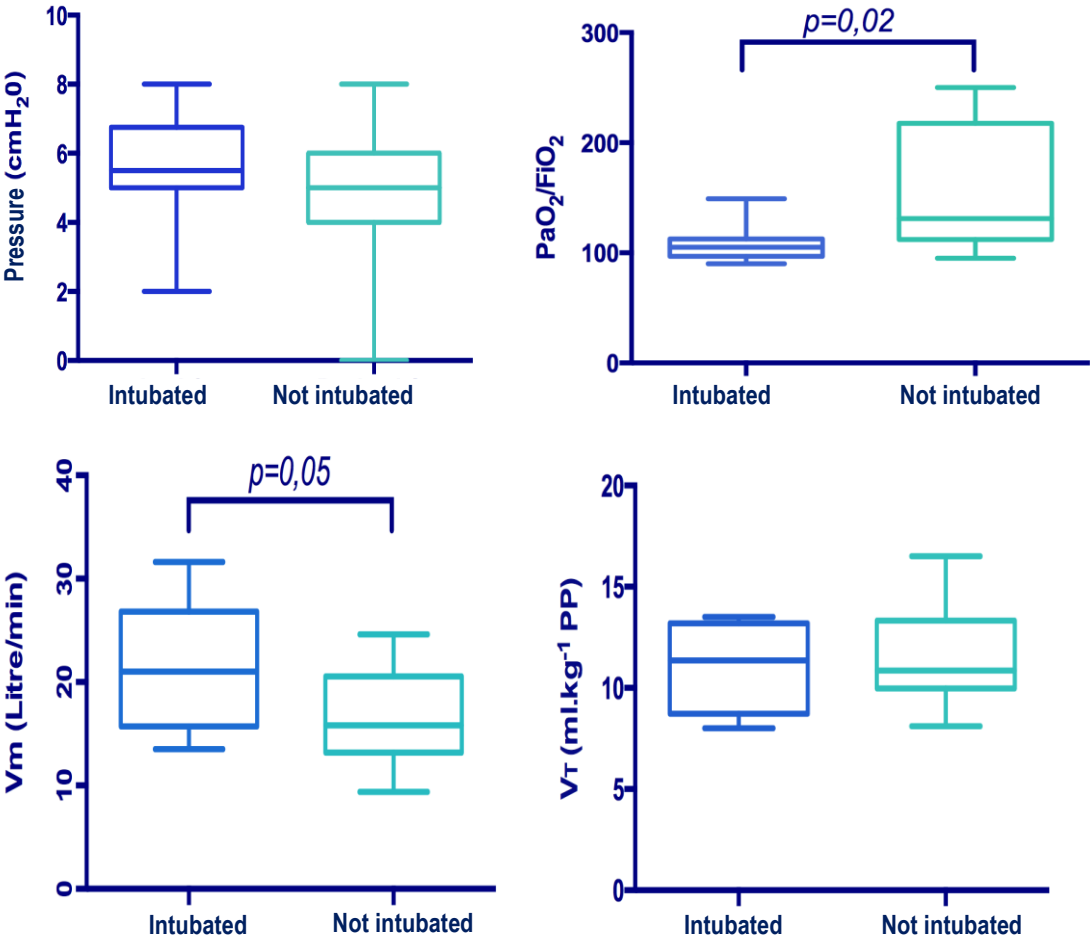 10
8
6
4
2
0
Pressure (cmH₂0)
Intubated
Not intubated
p=0,02
300
200
100
0
PaO₂/FiO₂
Intubated
Not intubated
p=0,05
40
30
20
10
0
Vm (Litre/min)
Intubated
Not intubated
20
15
10
5
0
VT (ml.kg⁻¹ PP)
Intubated
Not intubated